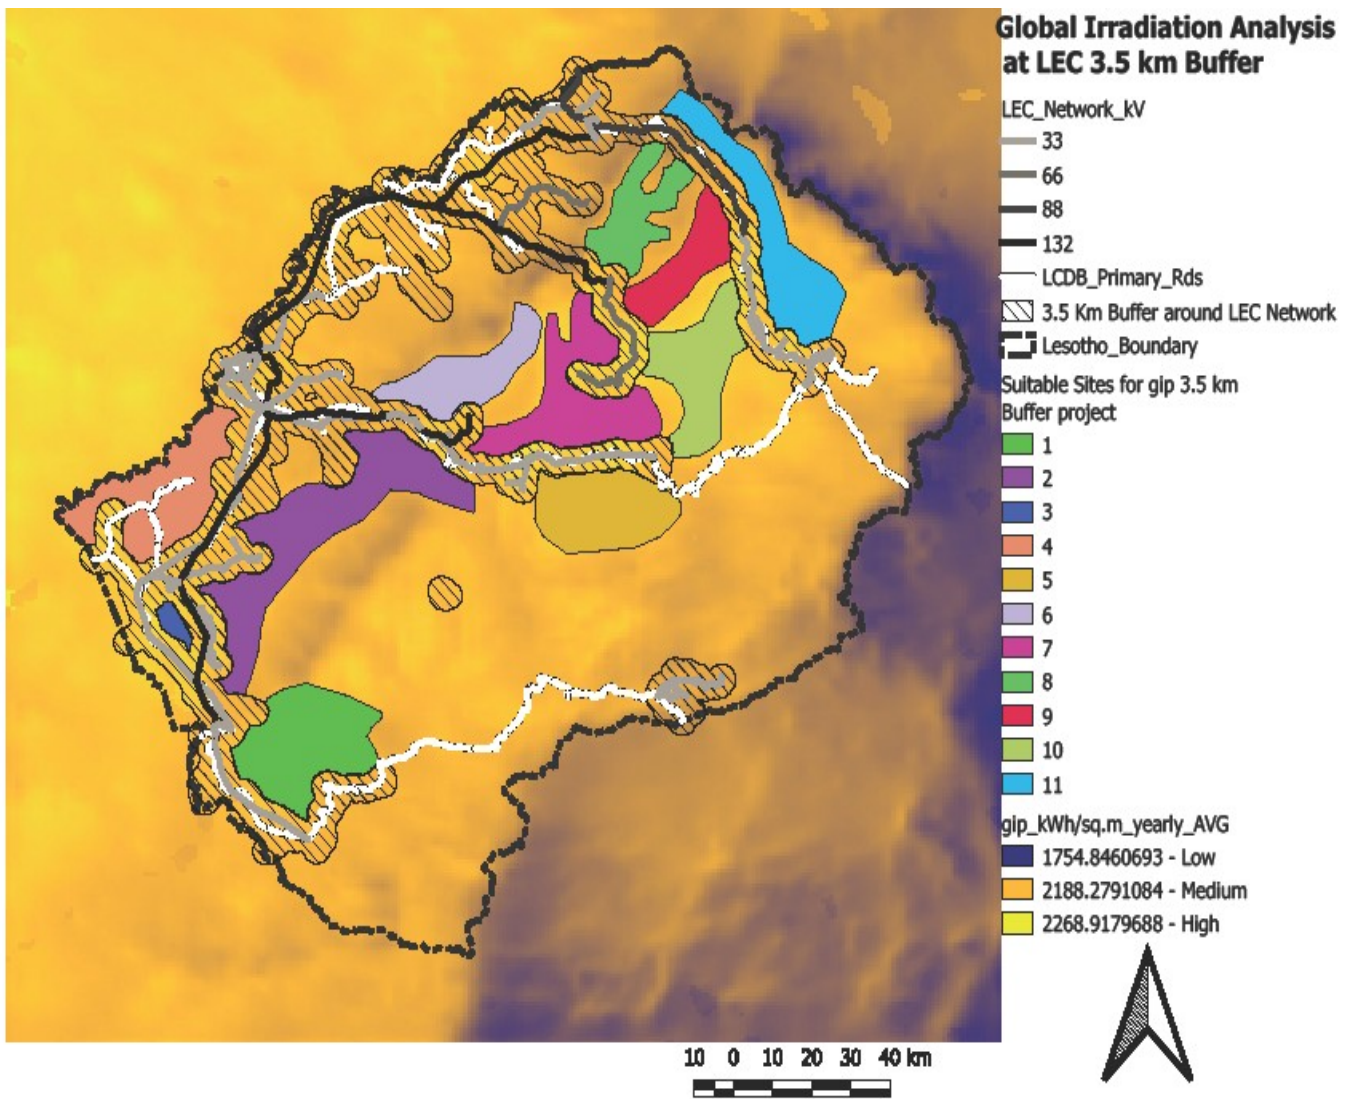 Global Irradiation Analysis
at LEC 3.5 km Buffer
LEC_Network_kV
33
66
88
132
LCDB_Primary_Rds
3.5 Km Buffer around LEC Network
Lesotho_Boundary
Suitable Sites for gip 3.5 km
Buffer project
1
2
3
4
5
6
7
8
9
10
11
gip_kWh/sq.m_yearly_AVG
1754.8460693 - Low
2188.2791084 - Medium
2268.9179688 - High
10 0 10 20 30 40 km